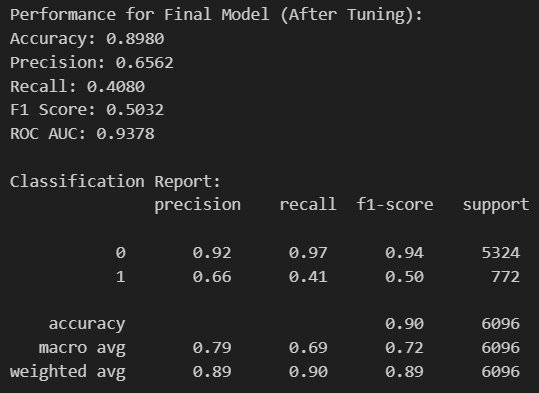 Performance for Final Model (After Tuning):
Accuracy: 0.8980
Precision: 0.6562
Recall: 0.4080
F1 Score: 0.5032
ROC AUC: 0.9378
Classification Report:
precision recall f1-score support
0 0.92 0.97 0.94 5324
1 0.66 0.41 0.50 772
accuracy 0.90 6096
macro avg 0.79 0.69 0.72 6096
weighted avg 0.89 0.90 0.89 6096